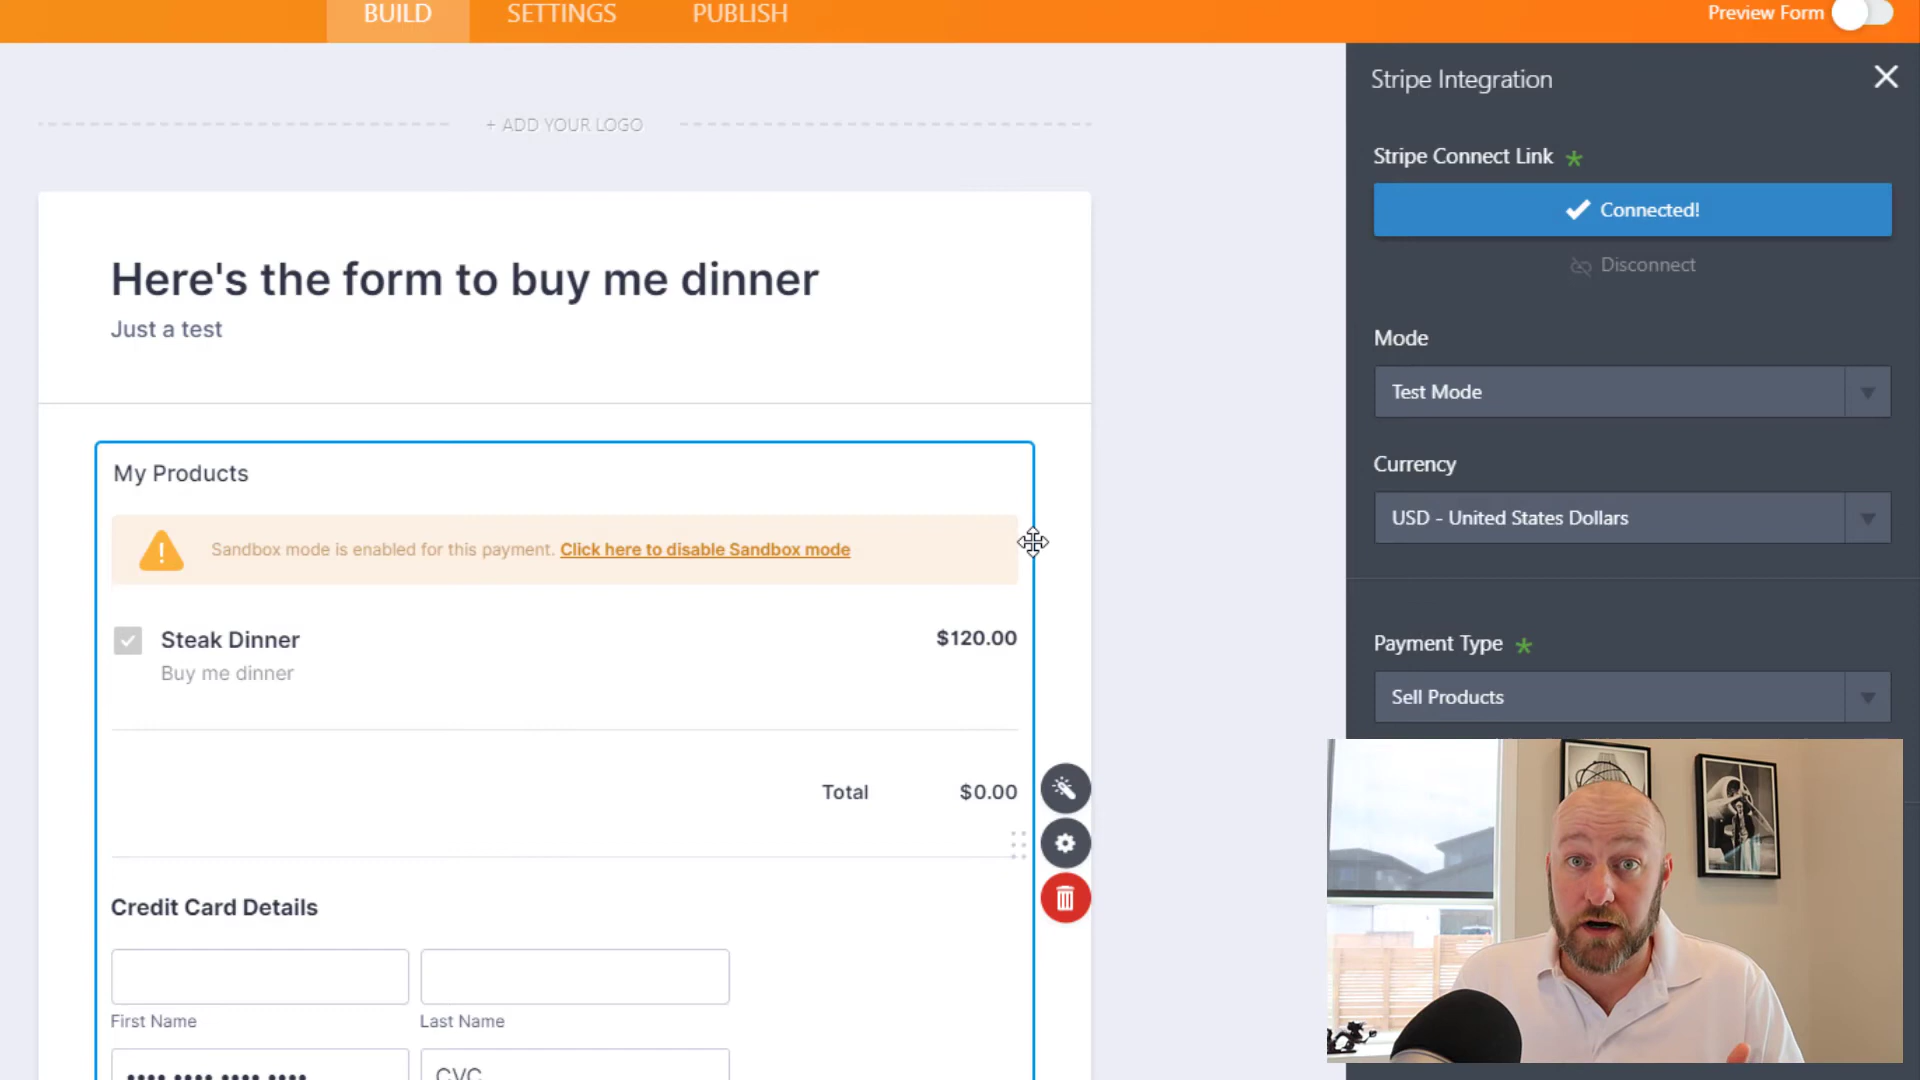 BUILD
SETTINGS
PUBLISH
Preview Form
+ ADD YOUR LOGO
Here's the form to buy me dinner
Just a test
My Products
Sandbox mode is enabled for this payment. Click here to disable Sandbox mode
Steak Dinner
$120.00
Buy me dinner
Total
$0.00
Credit Card Details
First Name
Last Name
CVC
Stripe Integration
Stripe Connect Link *
Connected!
Disconnect
Mode
Test Mode
Currency
USD - United States Dollars
Payment Type *
Sell Products